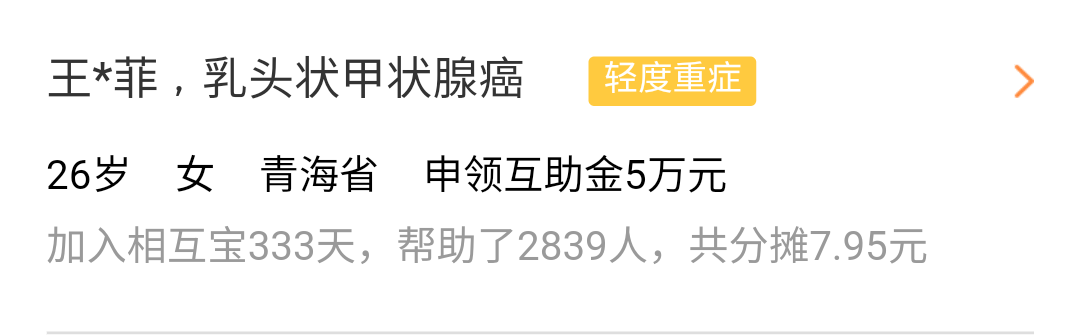 王*菲，乳头状甲状腺癌 轻度重症
26岁 女 青海省 申领互助金5万元
加入相互宝333天，帮助了2839人，共分摊7.95元